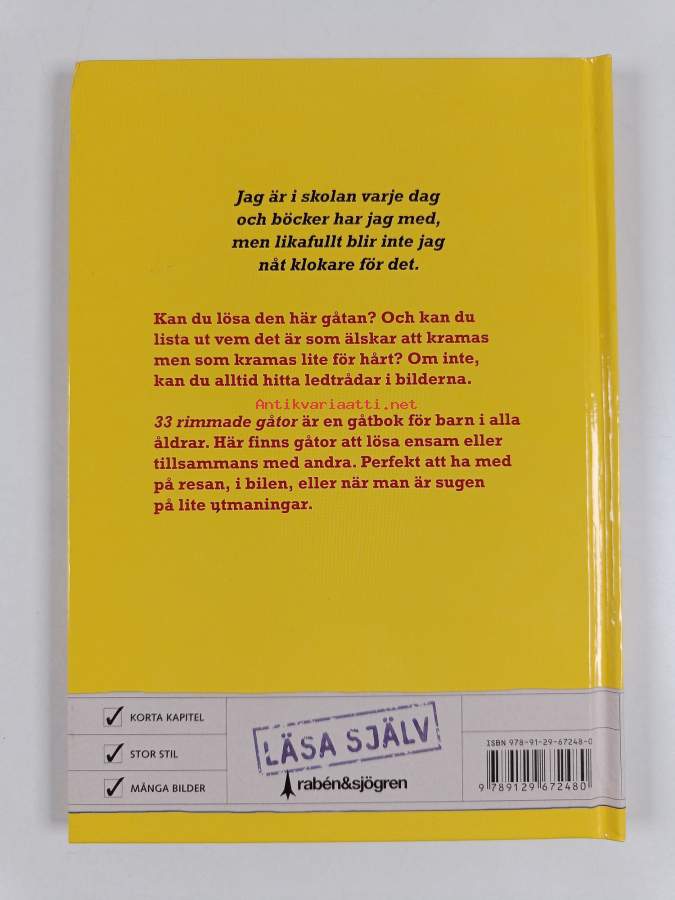 Jag är i skolan varje dag
och böcker har jag med,
men likafullt blir inte jag
nåt klokare för det.
Kan du lösa den här gåtan? Och kan du
lista ut vem det är som älskar att kramas
men som kramas lite för hårt? Om inte,
kan du alltid hitta ledtrådar i bilderna.
Antikvariaatti.net
33 rimmade gåtor är en gåtbok för barn i alla
åldrar. Här finns gåtor att lösa ensam eller
tillsammans med andra. Perfekt att ha med
på resan, i bilen, eller när man är sugen
på lite utmaningar.
KORTA KAPITEL
STOR STIL
MÅNGA BILDER
LÄSA SJÄLV
rabén&sjögren
ISBN 978-91-29-67248-0
9 789129 672480